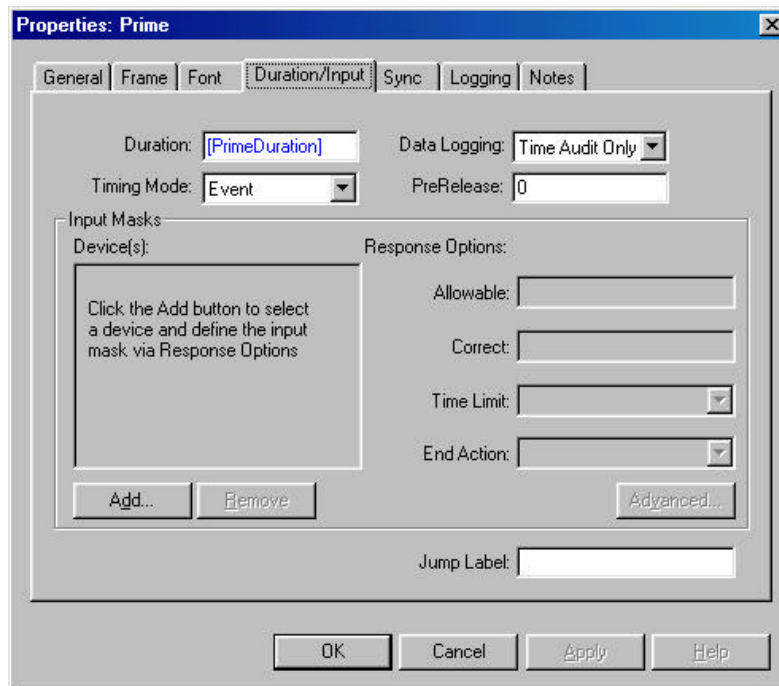 Properties: Prime
General Frame Font Duration/Input Sync Logging Notes
Duration: [PrimeDuration] Data Logging: Time Audit Only
Timing Mode: Event PreRelease: 0
Input Masks
Device(s): Response Options:
Click the Add button to select
a device and define the input
mask via Response Options
Allowable:
Correct:
Time Limit:
End Action:
Add... Remove Advanced...
Jump Label:
OK Cancel Apply Help